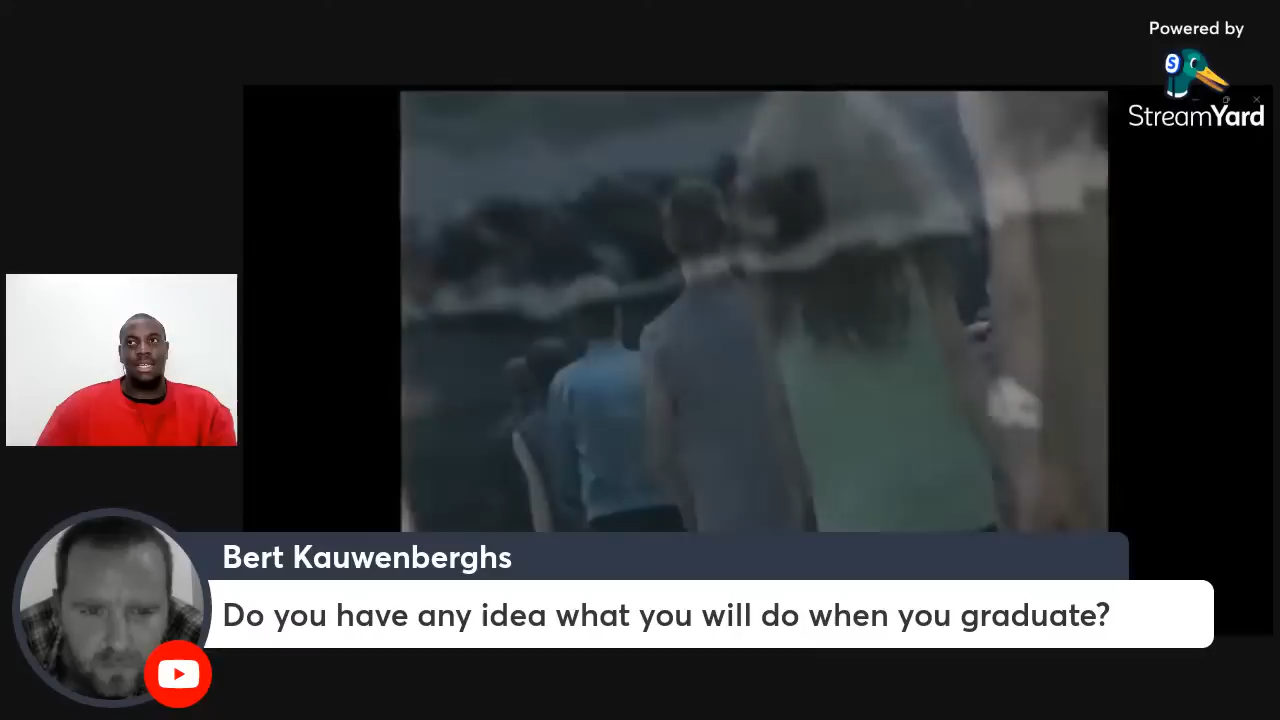 Powered by
StreamYard
Bert Kauwenberghs
Do you have any idea what you will do when you graduate?